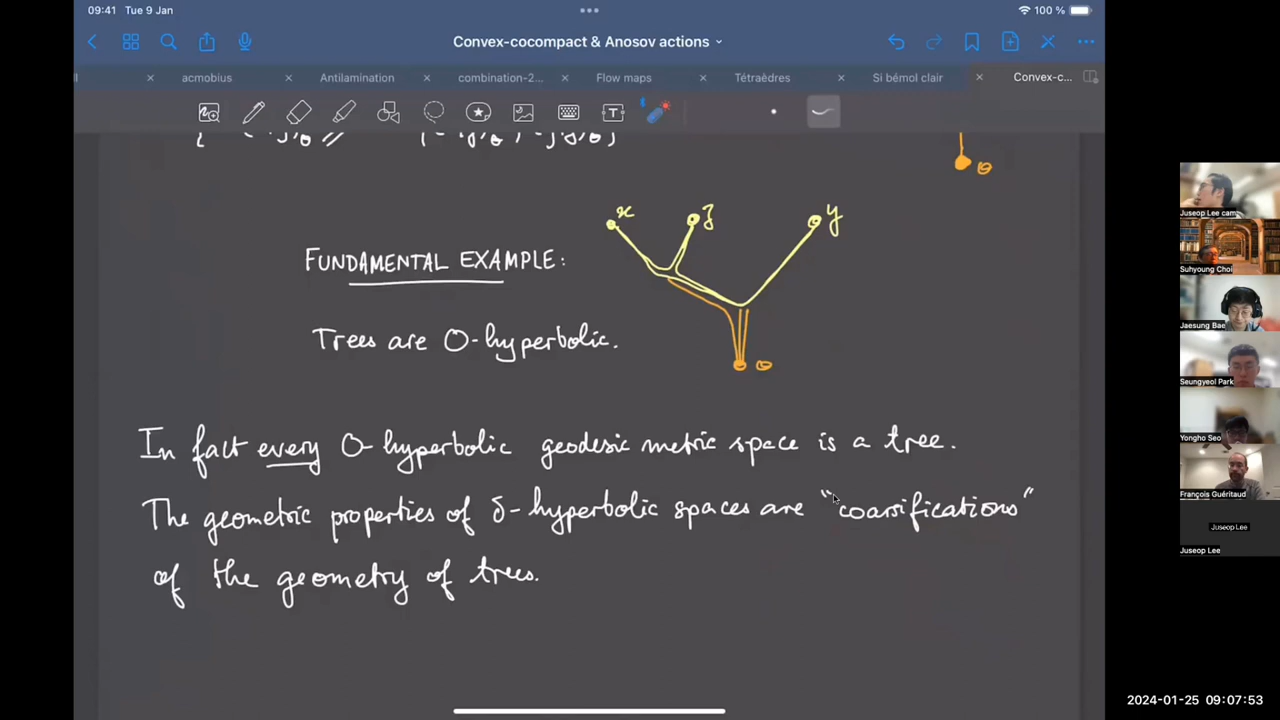 09:41 Tue 9 Jan
100 %
Convex-cocompact & Anosov actions
acmobius
Antilamination
combination-2...
Flow maps
Tétraèdres
Si bémol clair
Convex-c...
T
x
z
y
o
FUNDAMENTAL EXAMPLE:
Trees are 0-hyperbolic.
o
In fact every 0-hyperbolic geodesic metric space is a tree.
The geometric properties of δ-hyperbolic spaces are "coarsifications"
of the geometry of trees.
Juseop Lee cam
Suhyoung Choi
Jaesung Bae
Seungyeol Park
Yongho Seo
François Guéritaud
Juseop Lee
Juseop Lee
2024-01-25 09:07:53